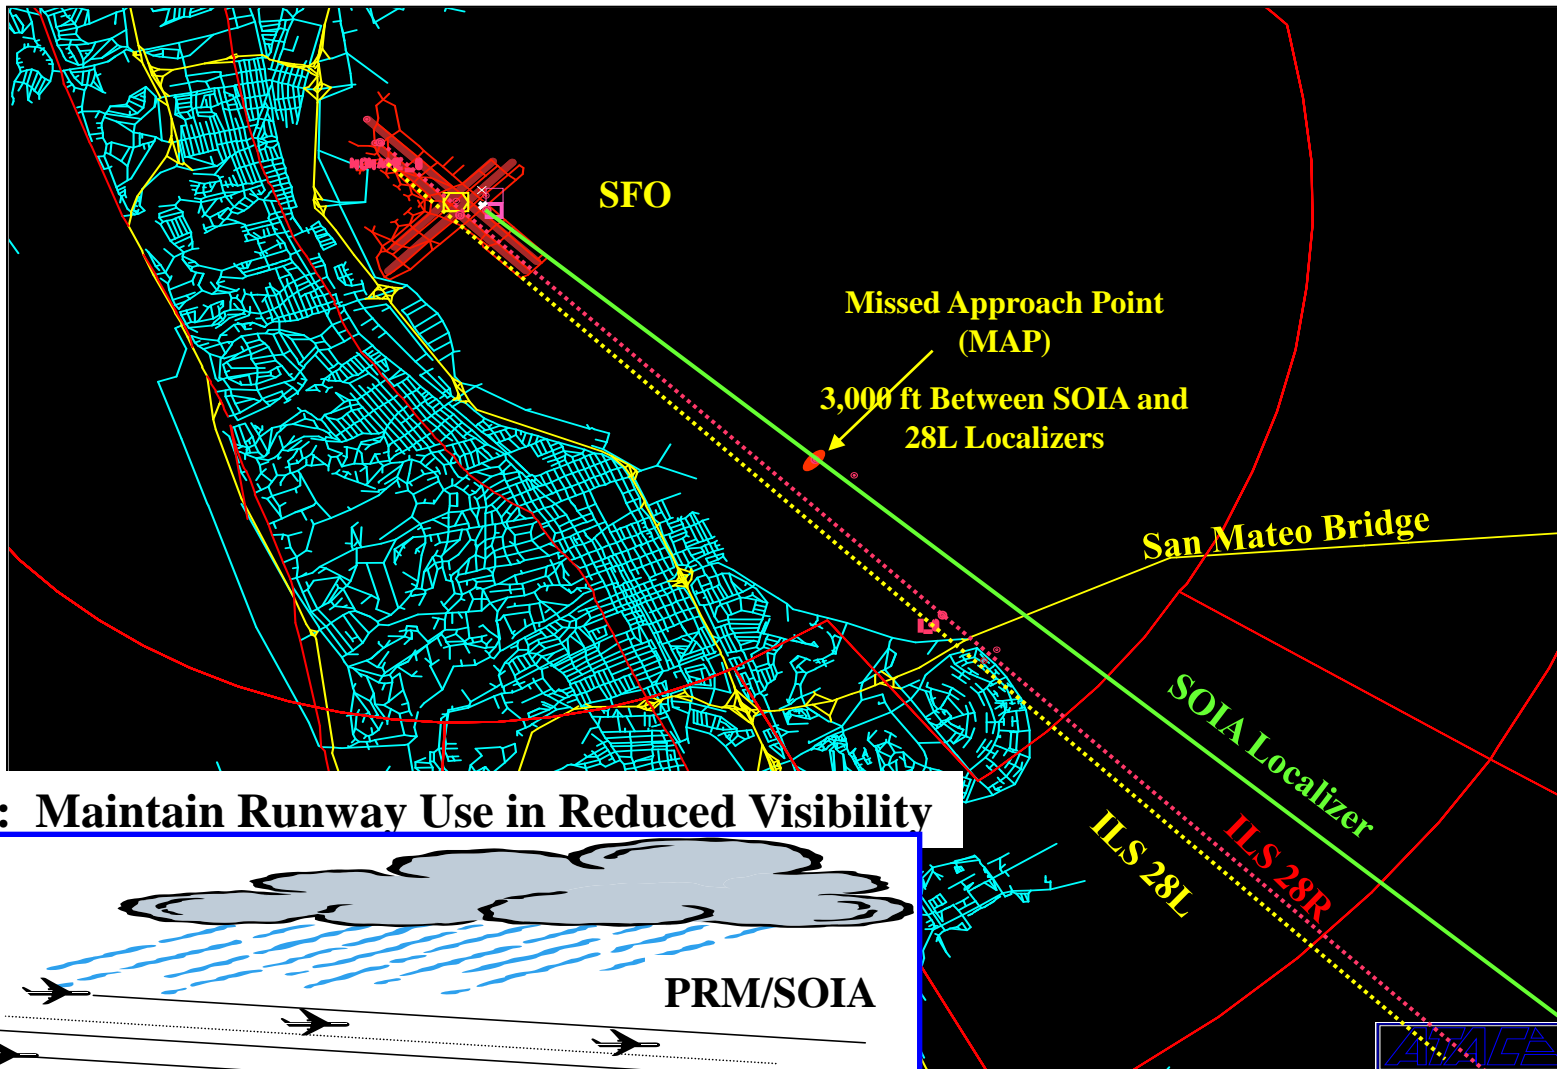 SFO
Missed Approach Point
(MAP)
3,000 ft Between SOIA and
28L Localizers
San Mateo Bridge
SOIA Localizer
ILS 28R
ILS 28L
: Maintain Runway Use in Reduced Visibility
PRM/SOIA
ATAC